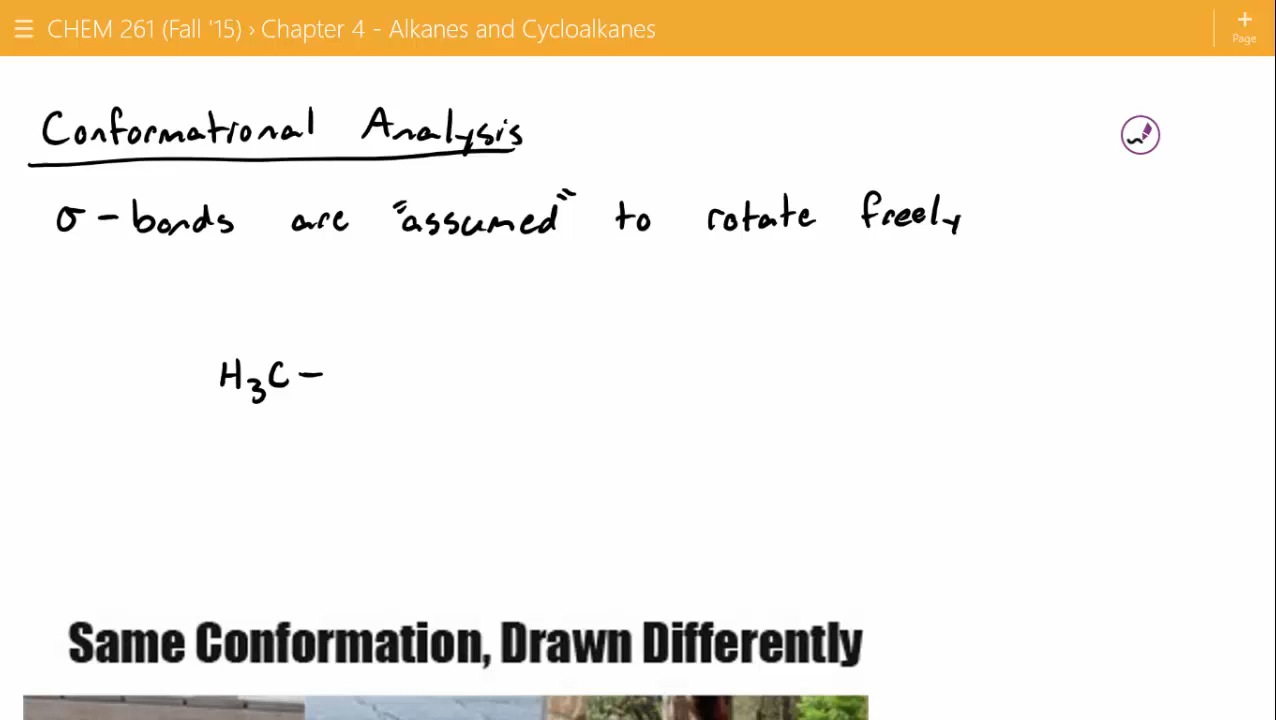 ☰ CHEM 261 (Fall '15) › Chapter 4 - Alkanes and Cycloalkanes
+
Page
Conformational Analysis
σ-bonds are "assumed" to rotate freely
H₃C–
Same Conformation, Drawn Differently